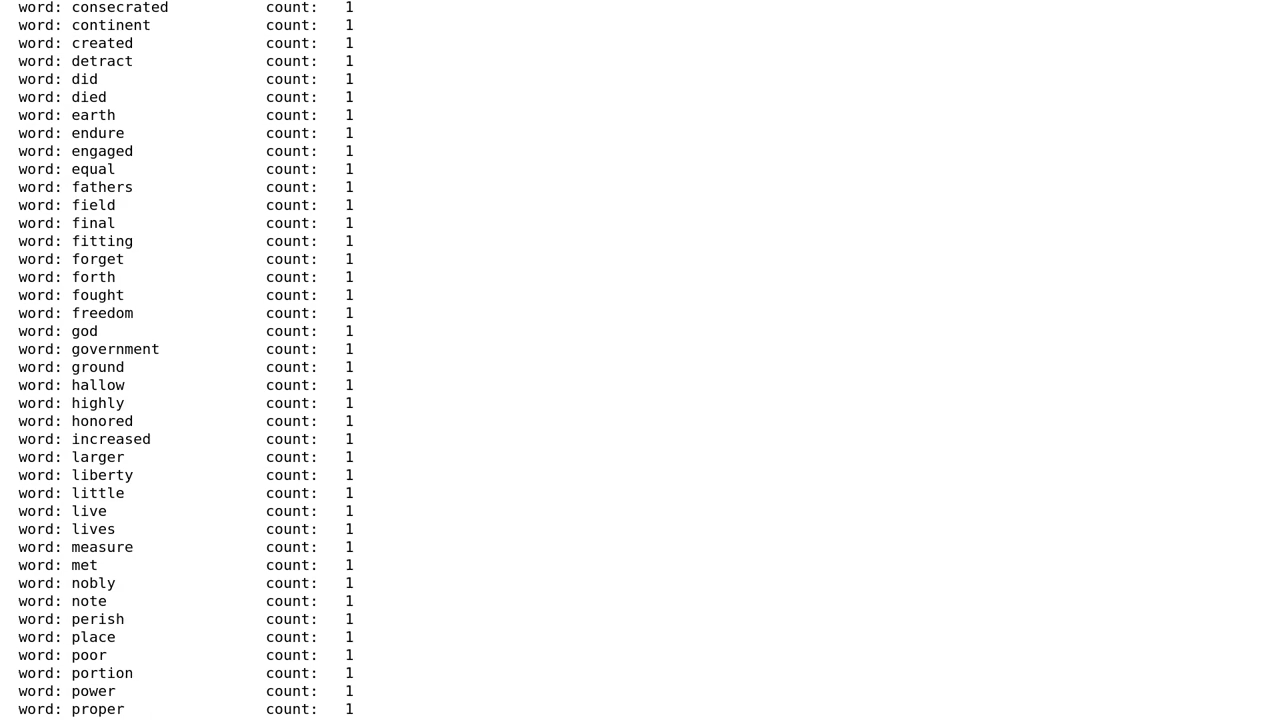 word: consecrated count: 1
word: continent count: 1
word: created count: 1
word: detract count: 1
word: did count: 1
word: died count: 1
word: earth count: 1
word: endure count: 1
word: engaged count: 1
word: equal count: 1
word: fathers count: 1
word: field count: 1
word: final count: 1
word: fitting count: 1
word: forget count: 1
word: forth count: 1
word: fought count: 1
word: freedom count: 1
word: god count: 1
word: government count: 1
word: ground count: 1
word: hallow count: 1
word: highly count: 1
word: honored count: 1
word: increased count: 1
word: larger count: 1
word: liberty count: 1
word: little count: 1
word: live count: 1
word: lives count: 1
word: measure count: 1
word: met count: 1
word: nobly count: 1
word: note count: 1
word: perish count: 1
word: place count: 1
word: poor count: 1
word: portion count: 1
word: power count: 1
word: proper count: 1